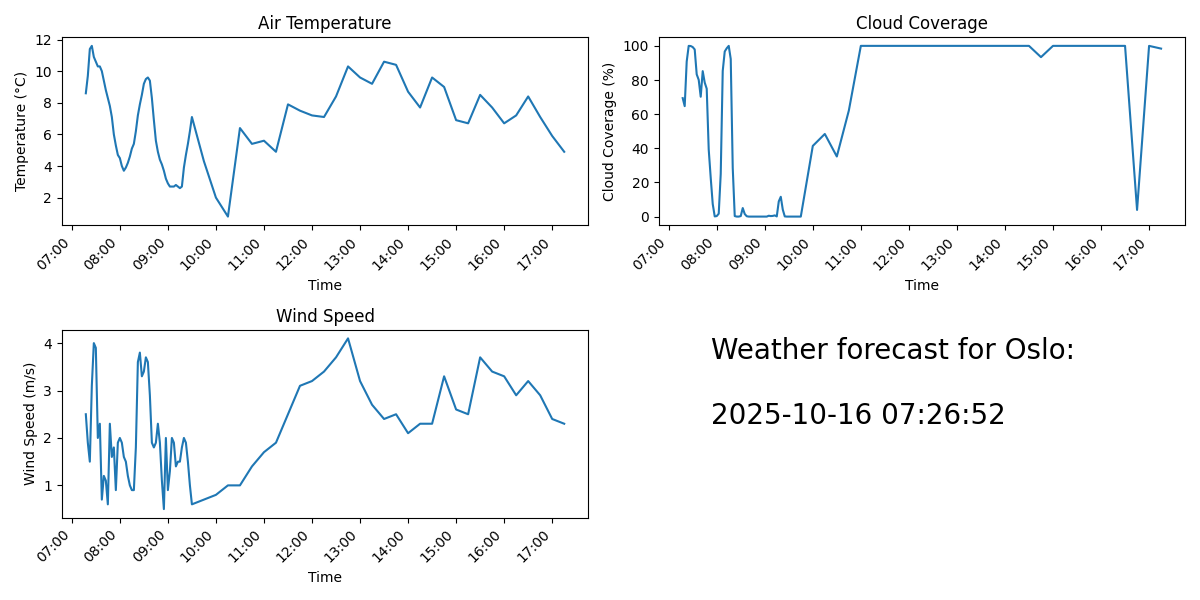 Air Temperature
Temperature (°C)
12
10
8
6
4
2
07:00 08:00 09:00 10:00 11:00 12:00 13:00 14:00 15:00 16:00 17:00
Time
Cloud Coverage
Cloud Coverage (%)
100
80
60
40
20
0
07:00 08:00 09:00 10:00 11:00 12:00 13:00 14:00 15:00 16:00 17:00
Time
Wind Speed
Wind Speed (m/s)
4
3
2
1
07:00 08:00 09:00 10:00 11:00 12:00 13:00 14:00 15:00 16:00 17:00
Time
Weather forecast for Oslo:
2025-10-16 07:26:52